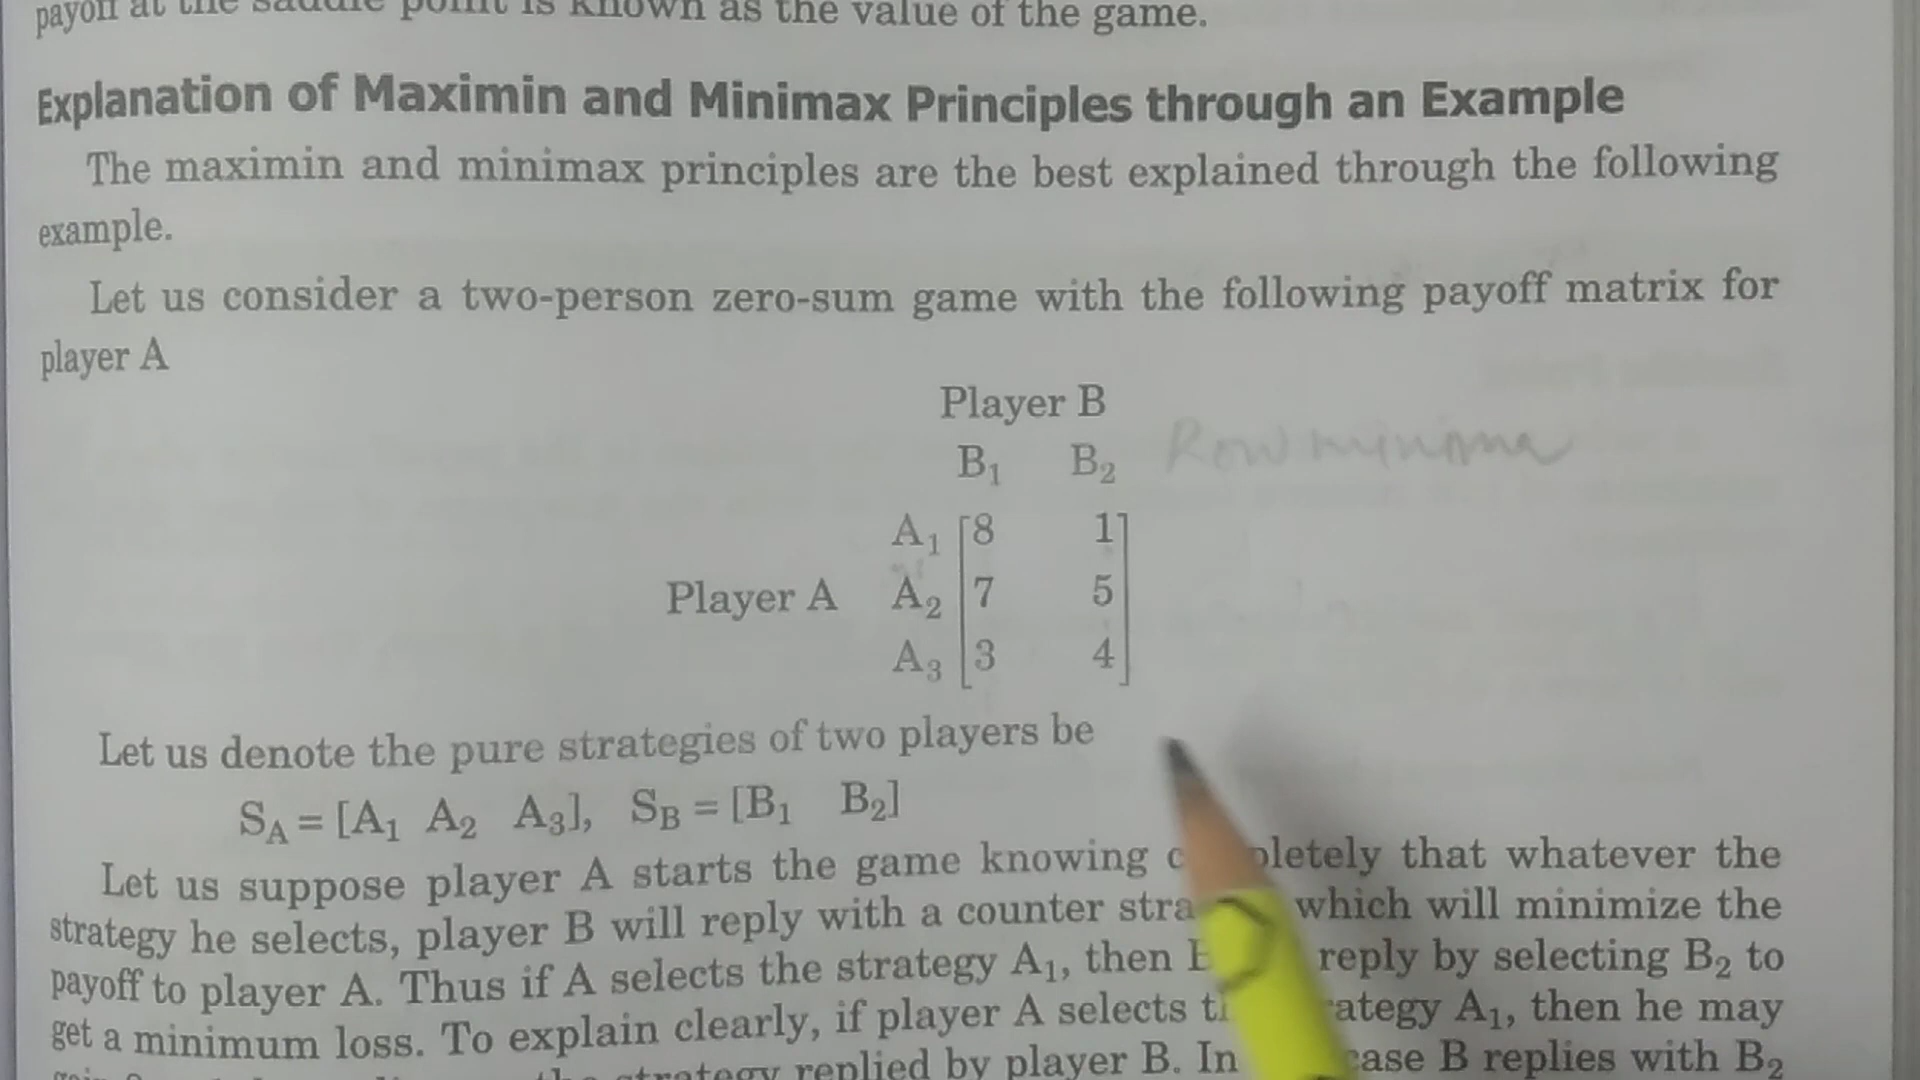 payoff at the saddle point is known as the value of the game.
Explanation of Maximin and Minimax Principles through an Example
The maximin and minimax principles are the best explained through the following
example.
Let us consider a two-person zero-sum game with the following payoff matrix for
player A
Player B
B₁ B₂ Row minima
A₁ [8 1]
Player A A₂ 7 5
A₃ 3 4
Let us denote the pure strategies of two players be
S_A = [A₁ A₂ A₃], S_B = [B₁ B₂]
Let us suppose player A starts the game knowing pletely that whatever the
strategy he selects, player B will reply with a counter stra which will minimize the
payoff to player A. Thus if A selects the strategy A₁, then reply by selecting B₂ to
get a minimum loss. To explain clearly, if player A selects ategy A₁, then he may
strategy replied by player B. In case B replies with B₂